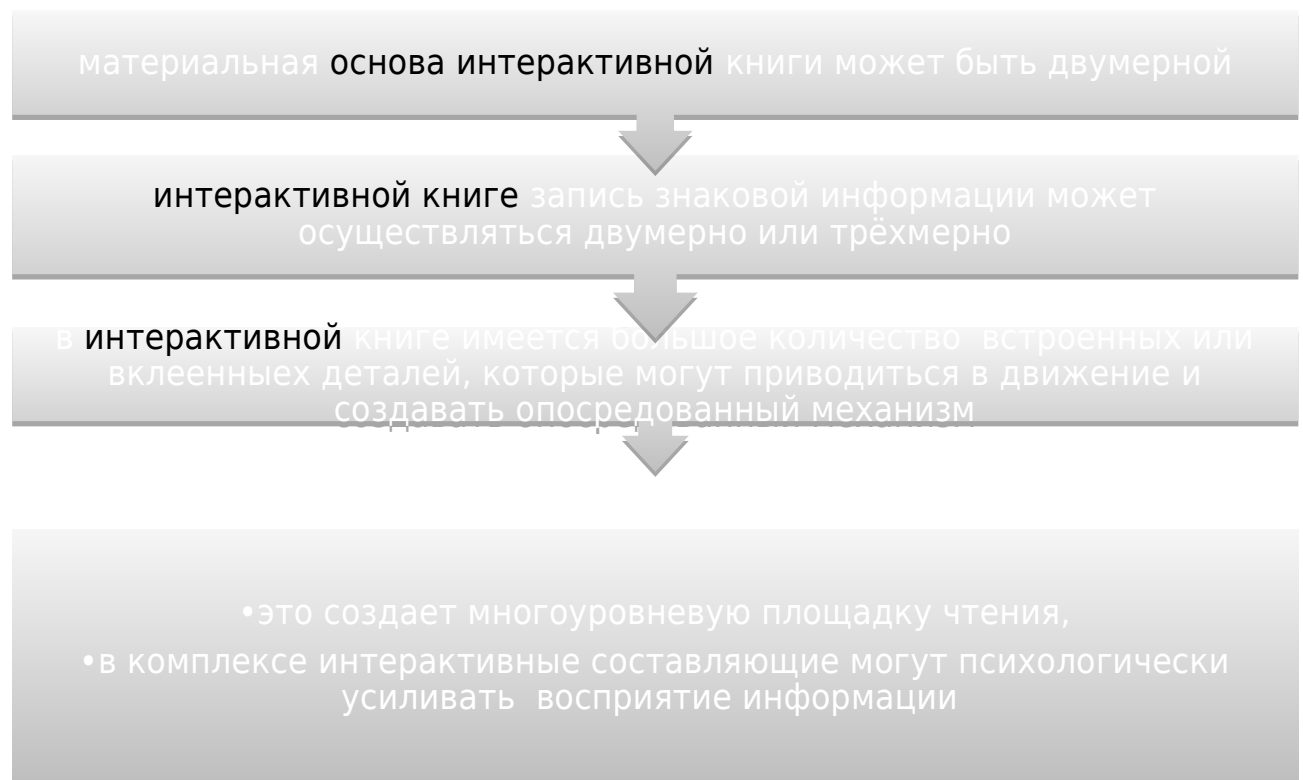 материальная основа интерактивной книги может быть двумерной
интерактивной книге запись знаковой информации может
осуществляться двумерно или трёхмерно
в интерактивной книге имеется большое количество встроенных или
вклеенныех деталей, которые могут приводиться в движение и
создавать опосредованный механизм
•это создает многоуровневую площадку чтения,
•в комплексе интерактивные составляющие могут психологически
усиливать восприятие информации